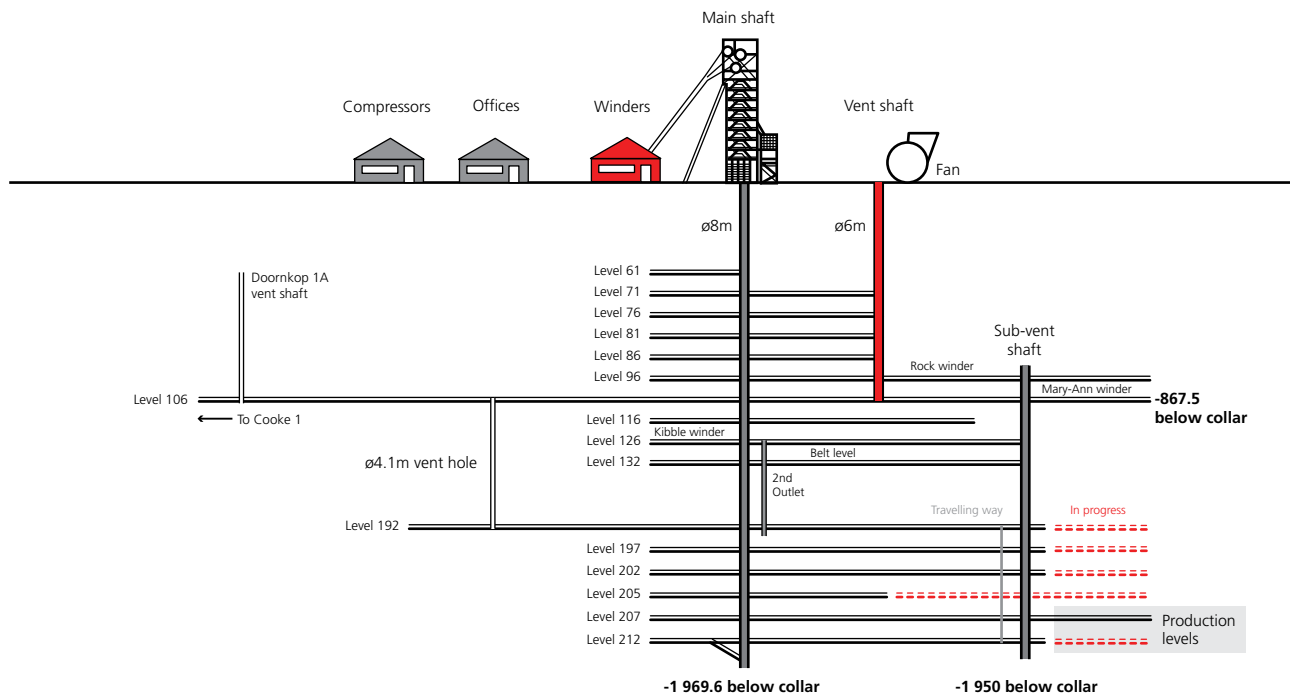 Main shaft
Compressors
Offices
Winders
Vent shaft
Fan
ø8m
ø6m
Doornkop 1A
vent shaft
Level 61
Level 71
Level 76
Level 81
Level 86
Sub-vent
shaft
Level 96
Rock winder
Level 106
Mary-Ann winder
-867.5
below collar
To Cooke 1
Level 116
Kibble winder
Level 126
Belt level
Level 132
ø4.1m vent hole
2nd
Outlet
Travelling way
In progress
Level 192
Level 197
Level 202
Level 205
Level 207
Production
levels
Level 212
-1 969.6 below collar
-1 950 below collar